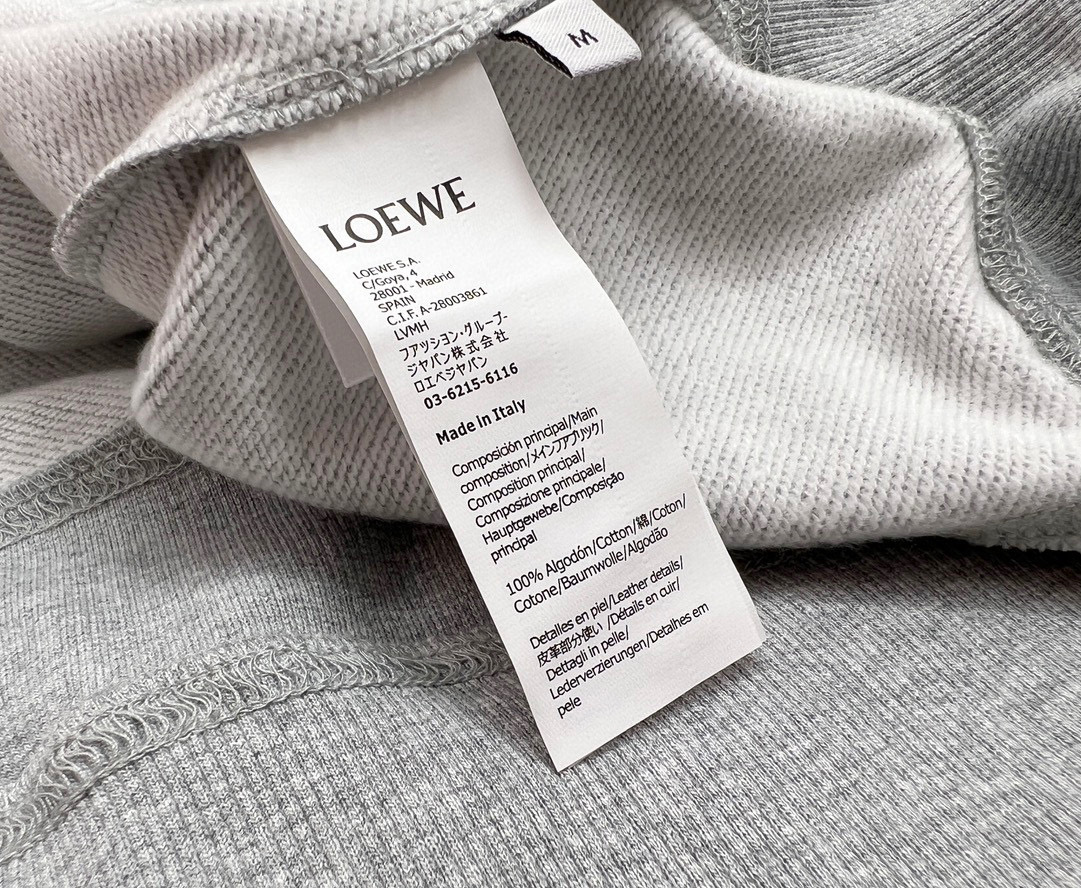 M
LOEWE
LOEWE S.A.
C/Goya, 4
28001 - Madrid
SPAIN
C.I.F. A-28003861
LVMH
ファッション・グループ-
ジャパン株式会社
ロエベジャパン
03-6215-6116
Made in Italy
Composición principal/Main
composition/メインファブリック/
Composition principal/
Composizione principale/
Hauptgewebe/Composição
principal
100% Algodón/Cotton/綿/Coton/
Cotone/Baumwolle/Algodão
Detalles en piel/Leather details/
皮革部分使い/Détails en cuir/
Dettagli in pelle/
Lederverzierungen/Detalhes em
pele